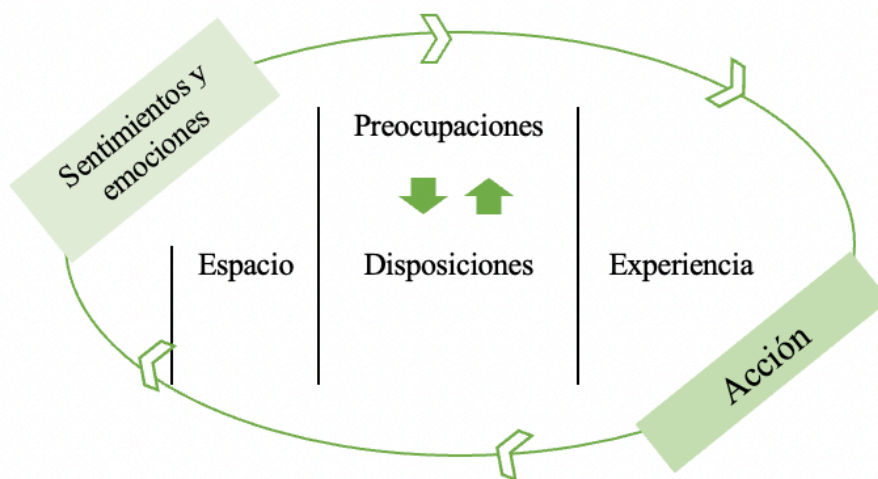 Sentimientos y
emociones
Preocupaciones
Espacio
Disposiciones
Experiencia
Acción